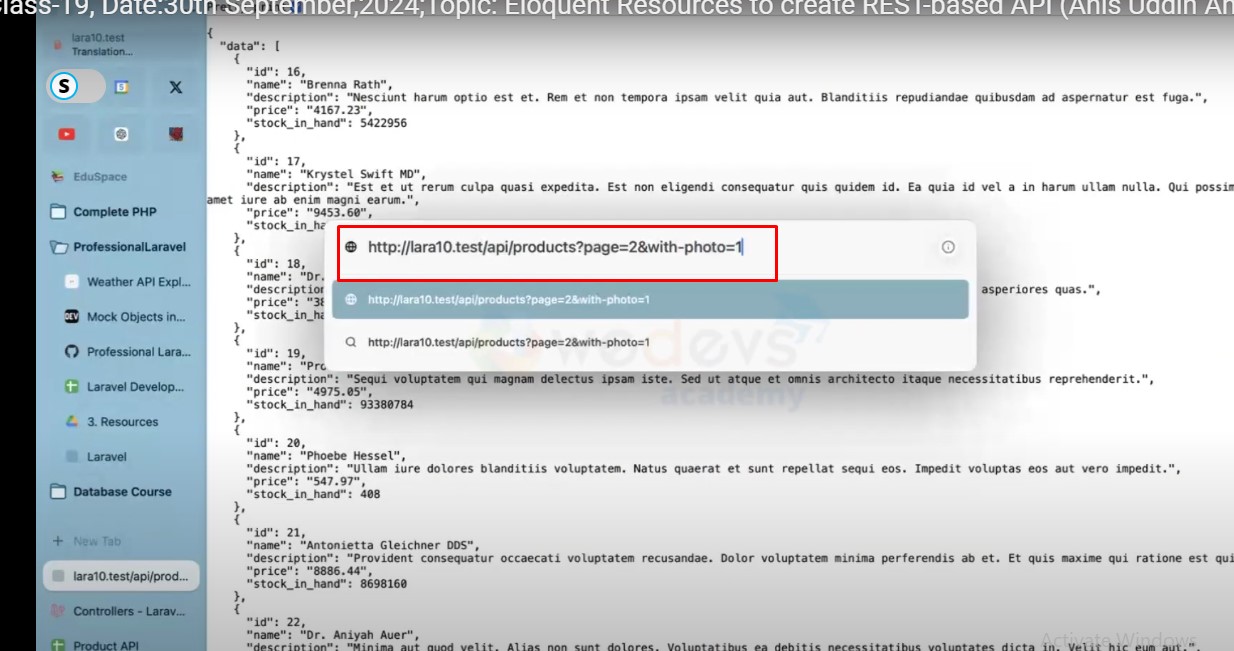 lass-19, Date:30th September,2024;Topic: Eloquent Resources to create REST-based API (Anis Uddin Ah
lara10.test
Translation...
S
X
EduSpace
Complete PHP
ProfessionalLaravel
Weather API Expl...
DEV Mock Objects in...
Professional Lara...
Laravel Develop...
3. Resources
Laravel
Database Course
+ New Tab
lara10.test/api/prod...
Controllers - Larav...
Product API
{
"data": [
{
"id": 16,
"name": "Brenna Rath",
"description": "Nesciunt harum optio est et. Rem et non tempora ipsam velit quia aut. Blanditiis repudiandae quibusdam ad aspernatur est fuga.",
"price": "4167.23",
"stock_in_hand": 5422956
},
{
"id": 17,
"name": "Krystel Swift MD",
"description": "Est et ut rerum culpa quasi expedita. Est non eligendi consequatur quis quidem id. Ea quia id vel a in harum ullam nulla. Qui possim
amet iure ab enim magni earum.",
"price": "9453.60",
"stock_in_ha
},
{
"id": 18,
"name": "Dr.
"description asperiores quas.",
"price": "38
"stock_in_ha
},
{
"id": 19,
"name": "Pro
"description": "Sequi voluptatem qui magnam delectus ipsam iste. Sed ut atque et omnis architecto itaque necessitatibus reprehenderit.",
"price": "4975.05",
"stock_in_hand": 93380784
},
{
"id": 20,
"name": "Phoebe Hessel",
"description": "Ullam iure dolores blanditiis voluptatem. Natus quaerat et sunt repellat sequi eos. Impedit voluptas eos aut vero impedit.",
"price": "547.97",
"stock_in_hand": 408
},
{
"id": 21,
"name": "Antonietta Gleichner DDS",
"description": "Provident consequatur occaecati voluptatem recusandae. Dolor voluptatem minima perferendis ab et. Et quis maxime qui ratione est qui
"price": "8886.44",
"stock_in_hand": 8698160
},
{
"id": 22,
"name": "Dr. Aniyah Auer",
"description": "Minima aut quod velit. Alias non sunt dolores. Voluptatibus ea debitis necessitatibus voluptates dicta in. Velit hic eum aut.",
http://lara10.test/api/products?page=2&with-photo=1
http://lara10.test/api/products?page=2&with-photo=1
http://lara10.test/api/products?page=2&with-photo=1
wedevs
academy
Activate Windows